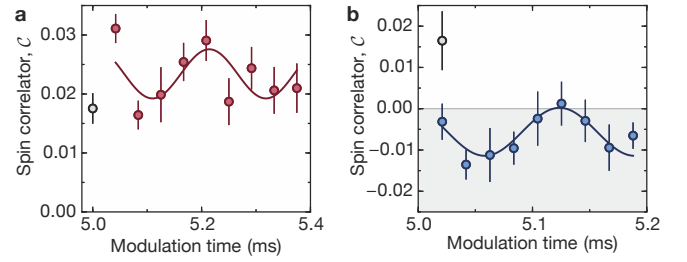 a
Spin correlator, C
0.04
0.03
0.02
0.01
0.00
5.0
5.2
5.4
Modulation time (ms)
b
Spin correlator, C
0.02
0.01
0.00
−0.01
−0.02
5.0
5.1
5.2
Modulation time (ms)